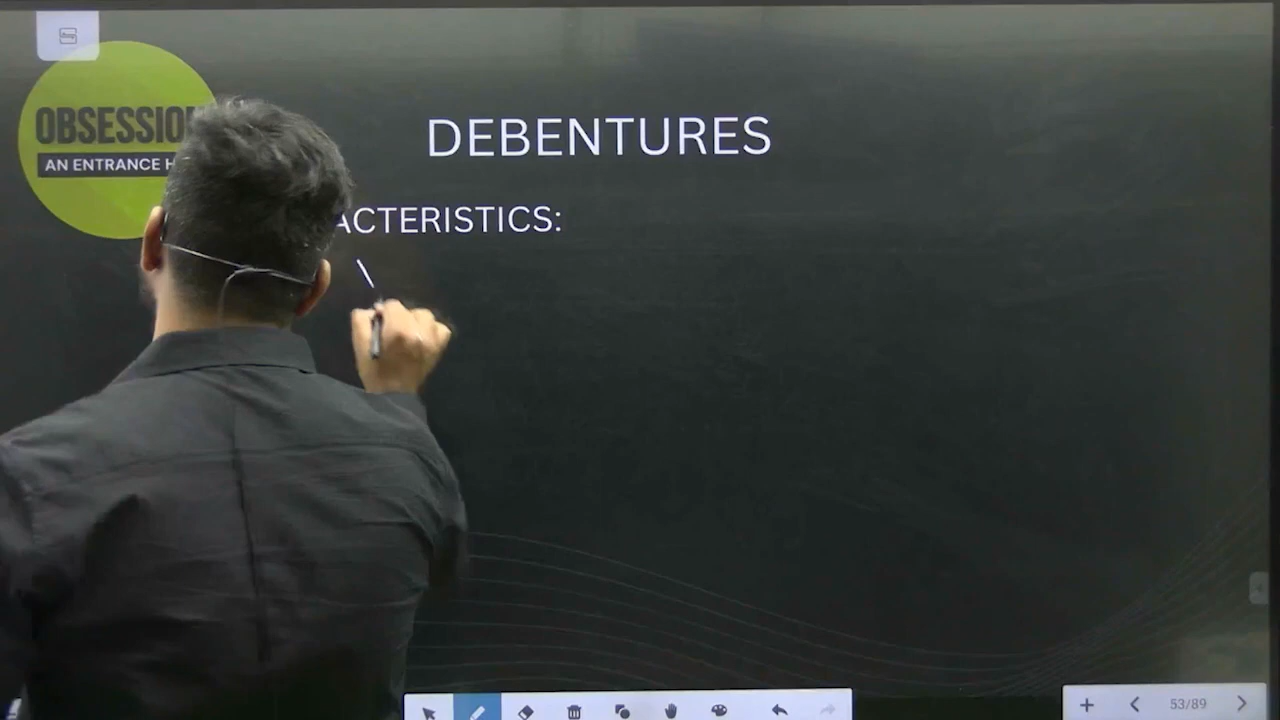 OBSESSIO
AN ENTRANCE H
DEBENTURES
ACTERISTICS:
53/89